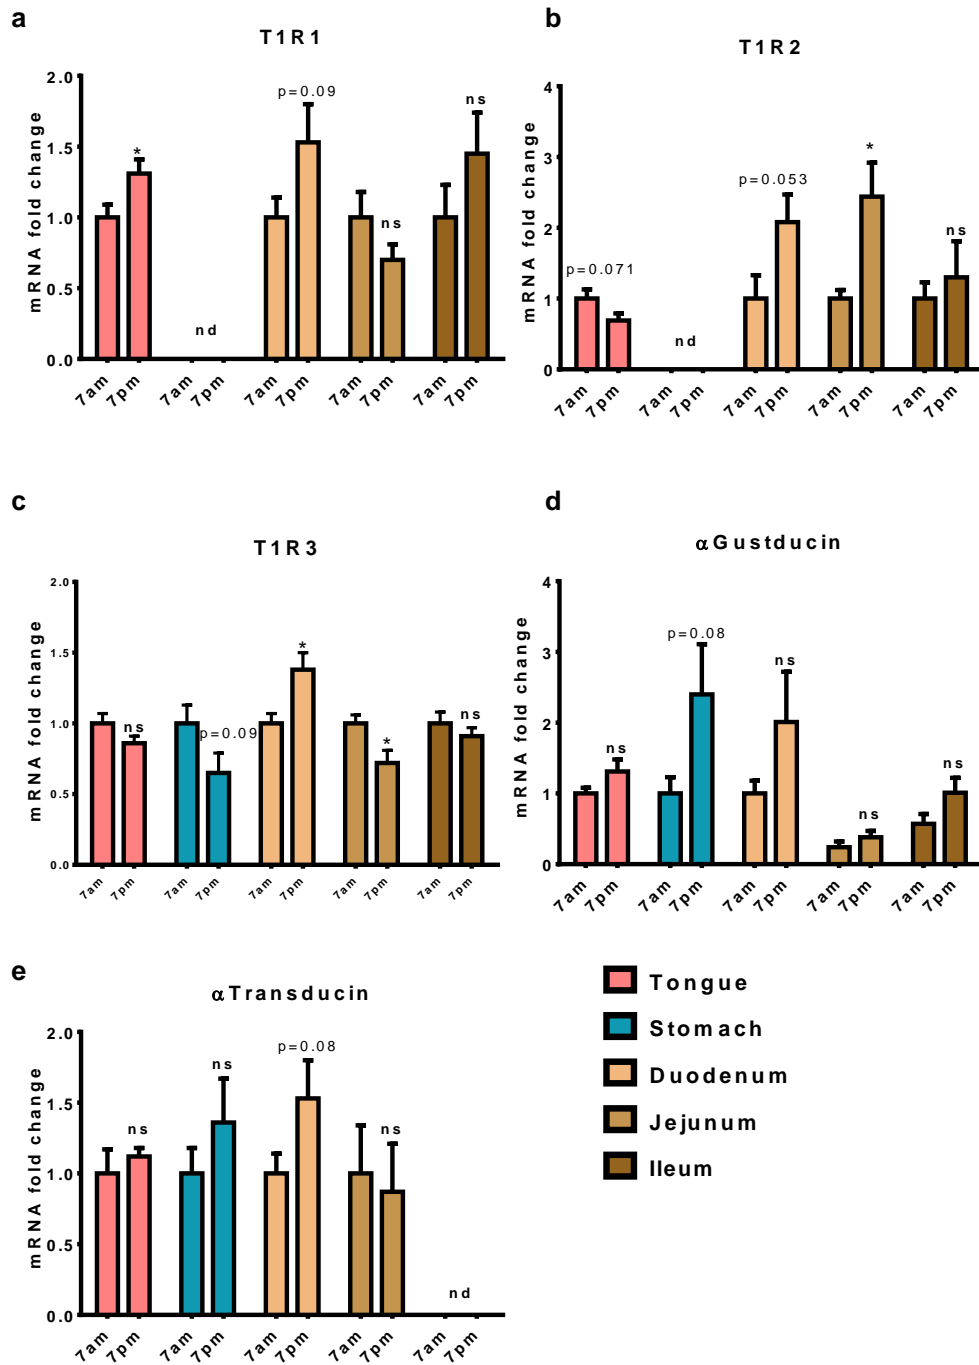 a
T1R1
mRNA fold change
2.0
1.5
1.0
0.5
0.0
*
nd
p=0.09
ns
ns
7am 7pm 7am 7pm 7am 7pm 7am 7pm 7am 7pm
b
T1R2
mRNA fold change
4
3
2
1
0
p=0.071
nd
p=0.053
*
ns
7am 7pm 7am 7pm 7am 7pm 7am 7pm 7am 7pm
c
T1R3
mRNA fold change
2.0
1.5
1.0
0.5
0.0
ns
p=0.09
*
*
ns
7am 7pm 7am 7pm 7am 7pm 7am 7pm 7am 7pm
d
αGustducin
mRNA fold change
4
3
2
1
0
ns
p=0.08
ns
ns
ns
7am 7pm 7am 7pm 7am 7pm 7am 7pm 7am 7pm
e
αTransducin
mRNA fold change
2.0
1.5
1.0
0.5
0.0
ns
ns
p=0.08
ns
nd
7am 7pm 7am 7pm 7am 7pm 7am 7pm 7am 7pm
Tongue
Stomach
Duodenum
Jejunum
Ileum